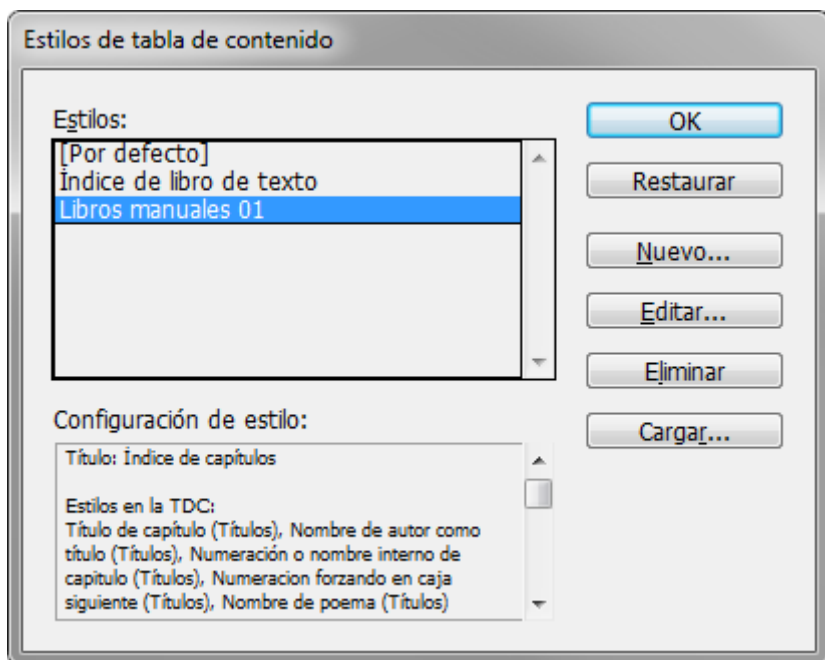 Estilos de tabla de contenido
Estilos:
[Por defecto]
Índice de libro de texto
Libros manuales 01
OK
Restaurar
Nuevo...
Editar...
Eliminar
Cargar...
Configuración de estilo:
Título: Índice de capítulos
Estilos en la TDC:
Título de capítulo (Títulos), Nombre de autor como
título (Títulos), Numeración o nombre interno de
capitulo (Títulos), Numeracion forzando en caja
siguiente (Títulos), Nombre de poema (Títulos)